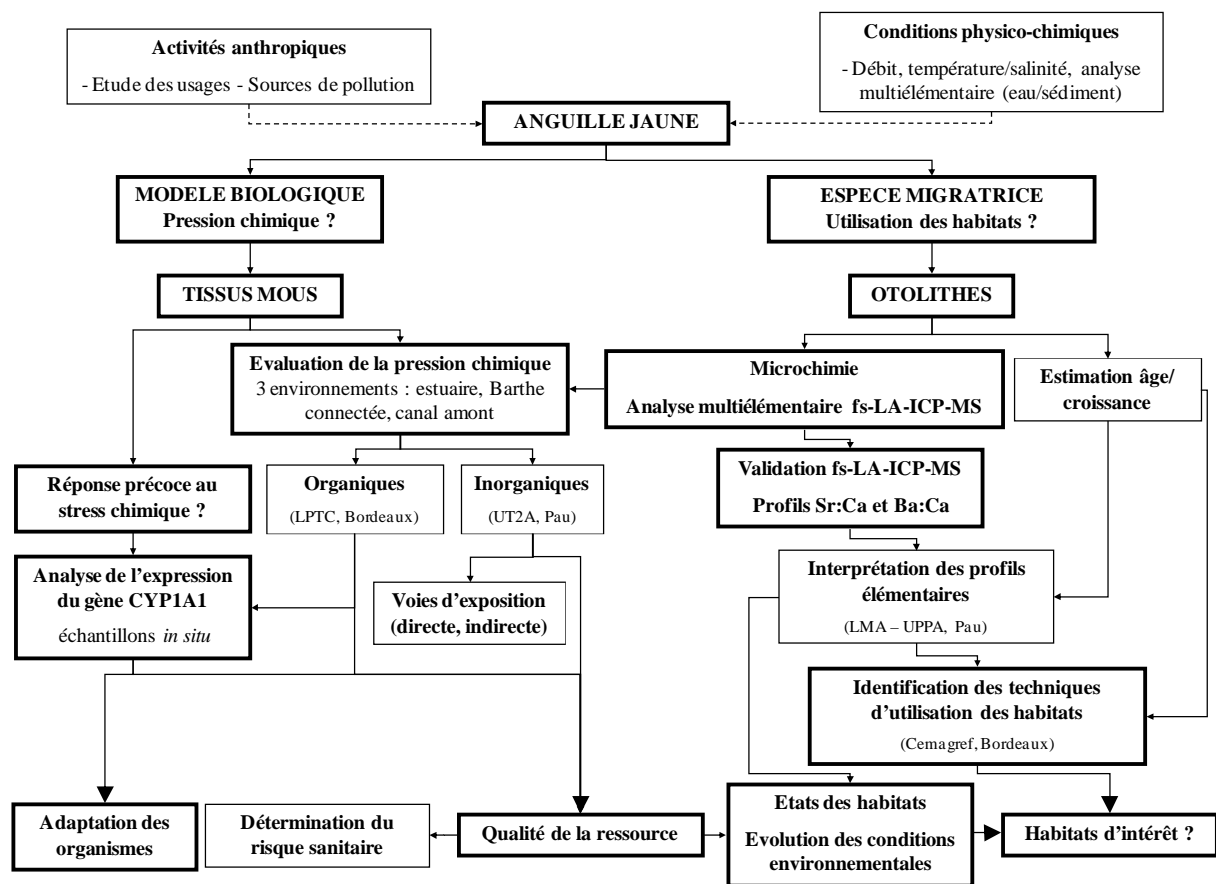 Activités anthropiques
- Etude des usages - Sources de pollution
Conditions physico-chimiques
- Débit, température/salinité, analyse
multiélémentaire (eau/sédiment)
ANGUILLE JAUNE
MODELE BIOLOGIQUE
Pression chimique ?
ESPECE MIGRATRICE
Utilisation des habitats ?
TISSUS MOUS
OTOLITHES
Evaluation de la pression chimique
3 environnements : estuaire, Barthe
connectée, canal amont
Microchimie
Analyse multiélémentaire fs-LA-ICP-MS
Estimation âge/
croissance
Réponse précoce au
stress chimique ?
Organiques
(LPTC, Bordeaux)
Inorganiques
(UT2A, Pau)
Validation fs-LA-ICP-MS
Profils Sr:Ca et Ba:Ca
Analyse de l'expression
du gène CYP1A1
échantillons in situ
Voies d'exposition
(directe, indirecte)
Interprétation des profils
élémentaires
(LMA – UPPA, Pau)
Identification des techniques
d'utilisation des habitats
(Cemagref, Bordeaux)
Adaptation des
organismes
Détermination du
risque sanitaire
Qualité de la ressource
Etats des habitats
Evolution des conditions
environnementales
Habitats d'intérêt ?